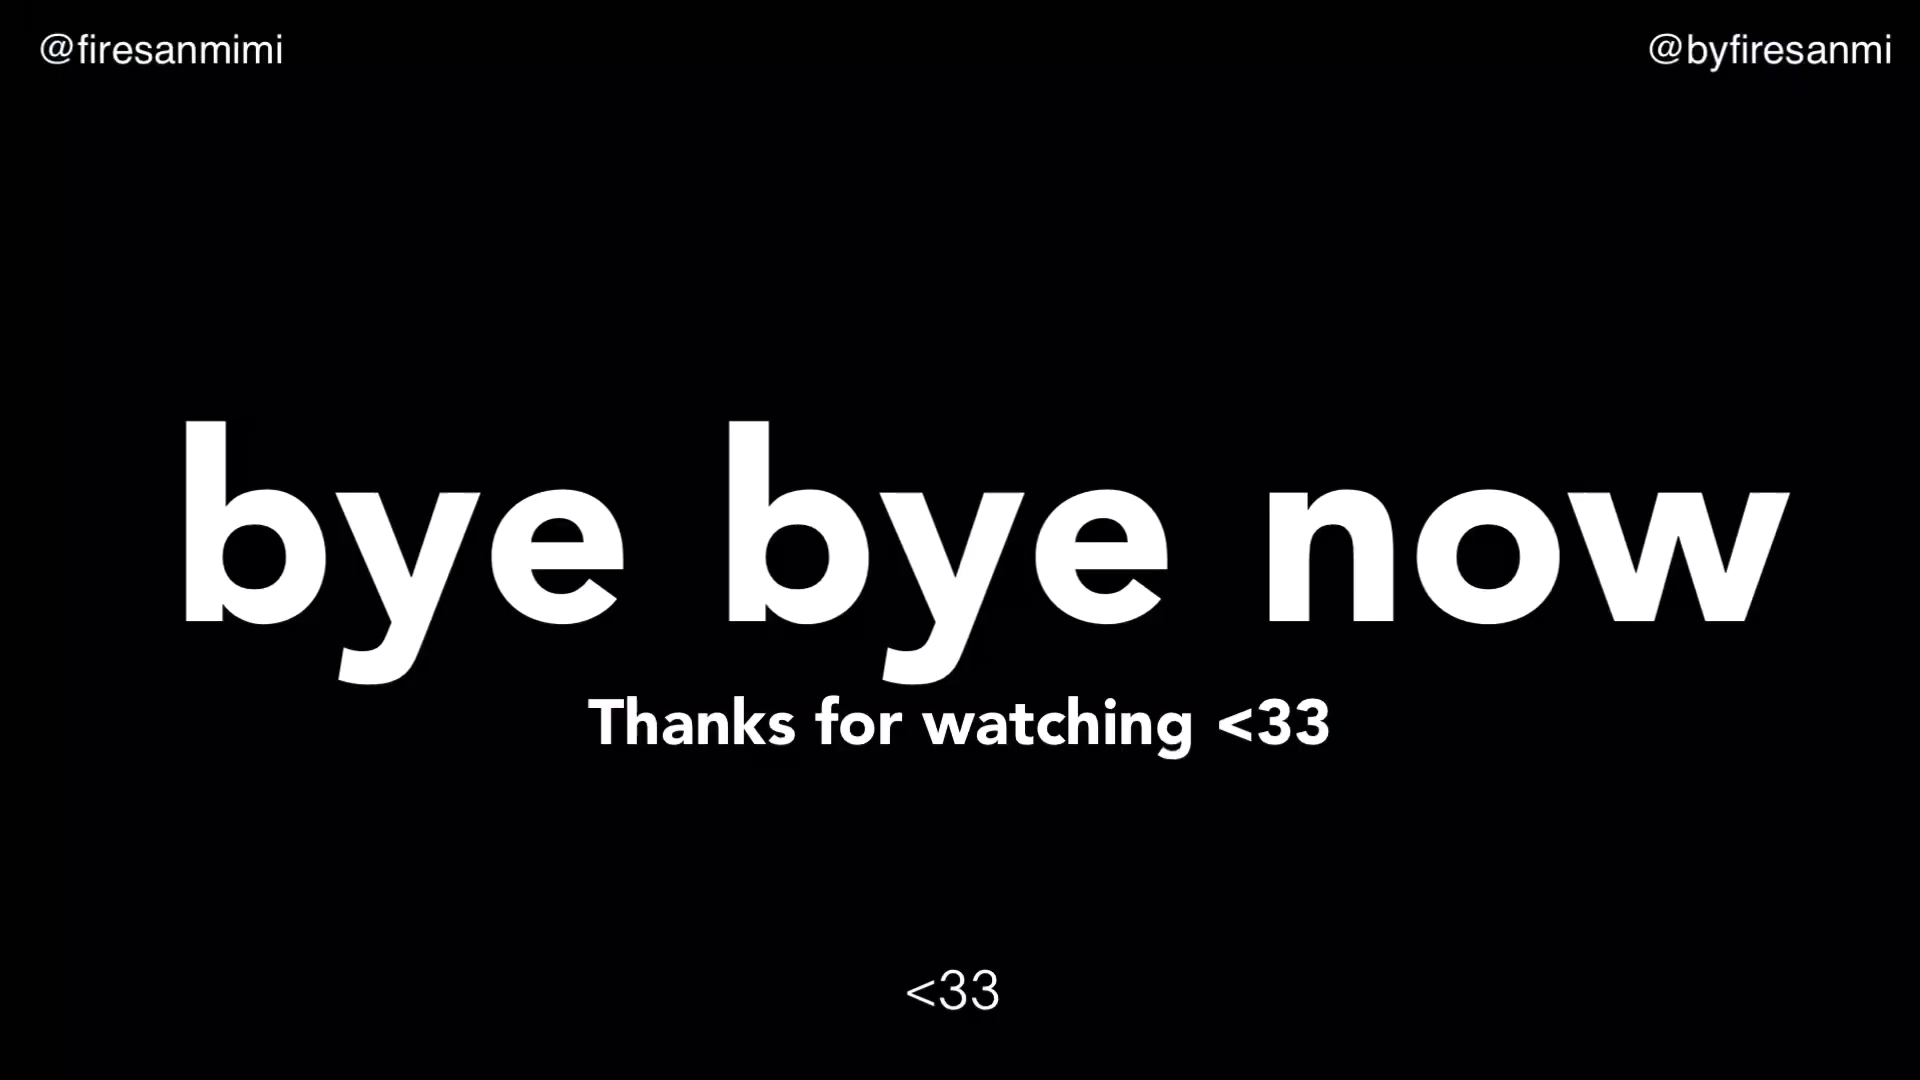 @firesanmimi
@byfiresanmi
bye bye now
Thanks for watching <33
<33